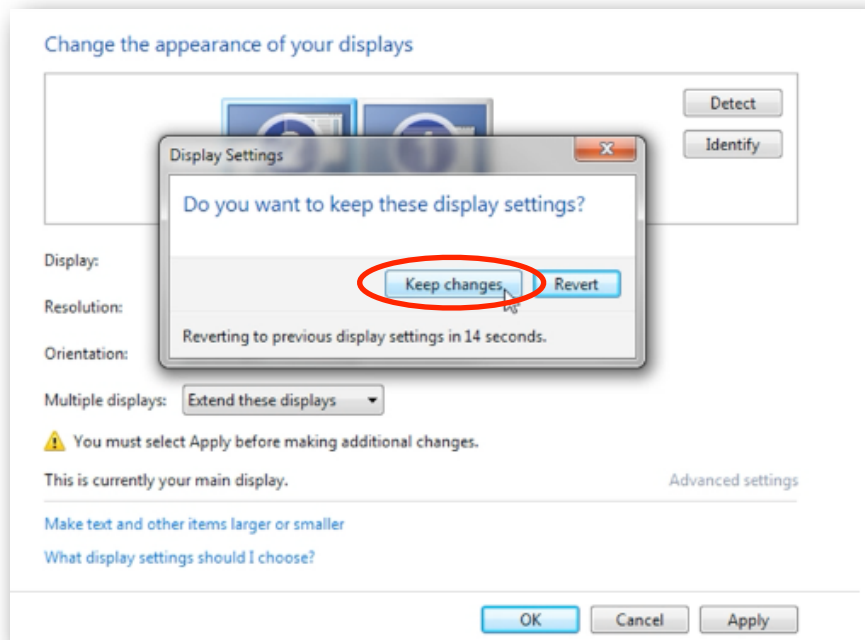 Change the appearance of your displays
Detect
Identify
Display Settings
Do you want to keep these display settings?
Keep changes
Revert
Reverting to previous display settings in 14 seconds.
Display:
Resolution:
Orientation:
Multiple displays: Extend these displays
You must select Apply before making additional changes.
This is currently your main display. Advanced settings
Make text and other items larger or smaller
What display settings should I choose?
OK Cancel Apply